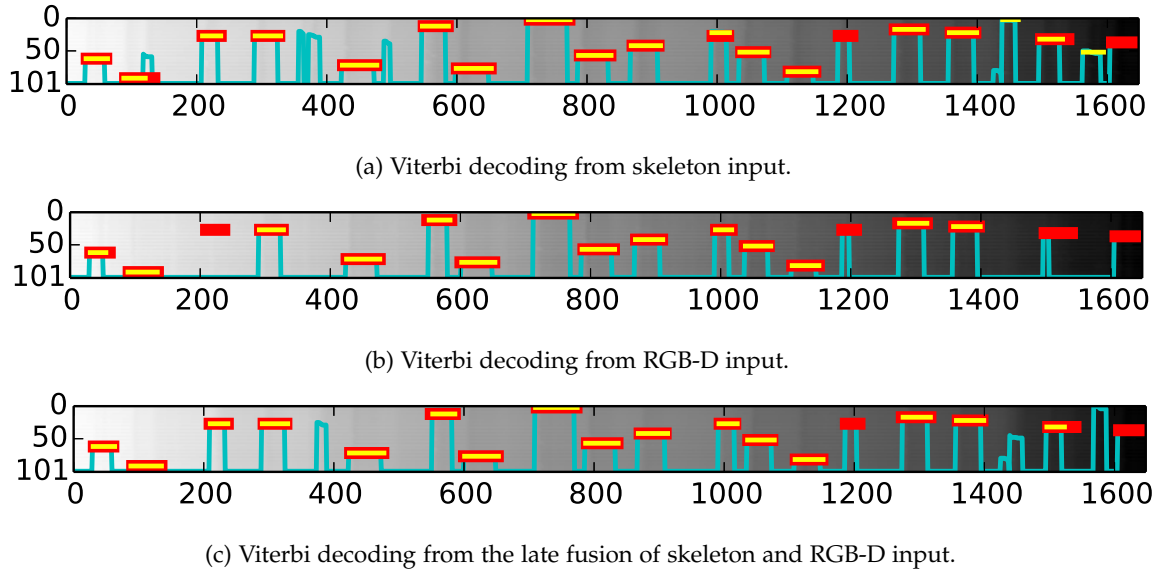 0
50
101
0 200 400 600 800 1000 1200 1400 1600
(a) Viterbi decoding from skeleton input.
0
50
101
0 200 400 600 800 1000 1200 1400 1600
(b) Viterbi decoding from RGB-D input.
0
50
101
0 200 400 600 800 1000 1200 1400 1600
(c) Viterbi decoding from the late fusion of skeleton and RGB-D input.